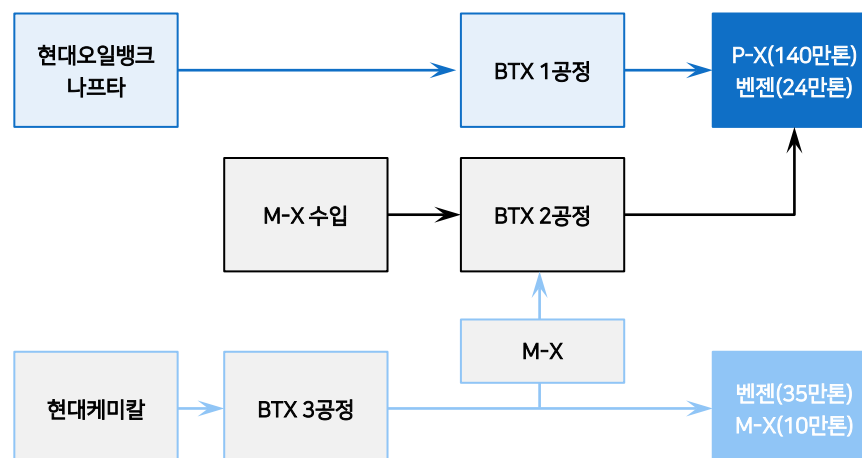 현대오일뱅크
나프타
BTX 1공정
P-X(140만톤)
벤젠(24만톤)
M-X 수입
BTX 2공정
M-X
현대케미칼
BTX 3공정
벤젠(35만톤)
M-X(10만톤)